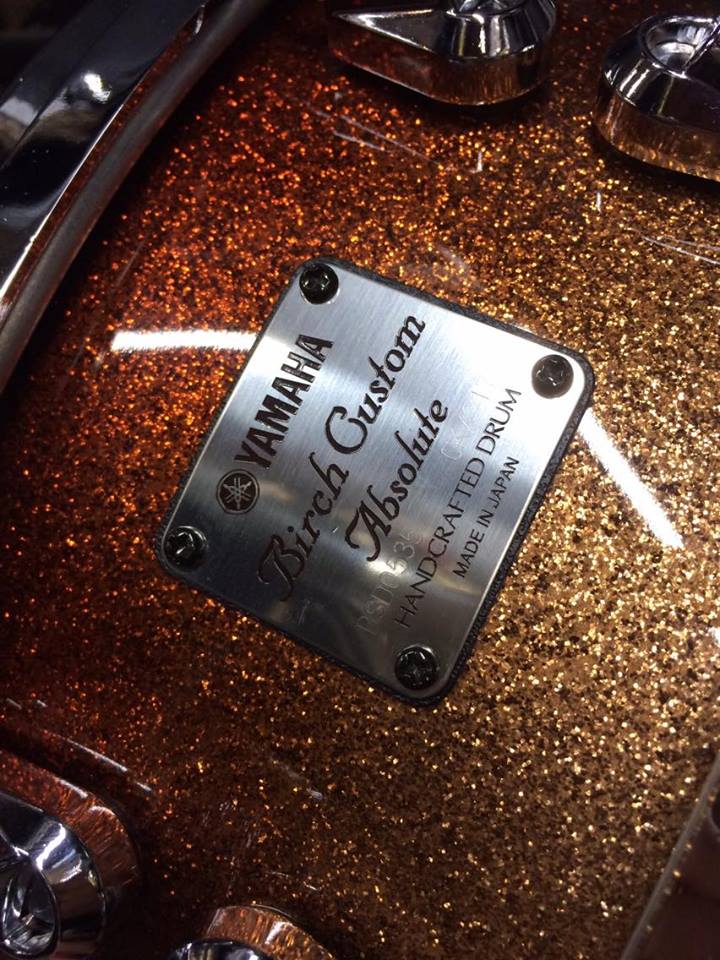 YAMAHA
Birch Custom
Absolute
HANDCRAFTED DRUM
MADE IN JAPAN